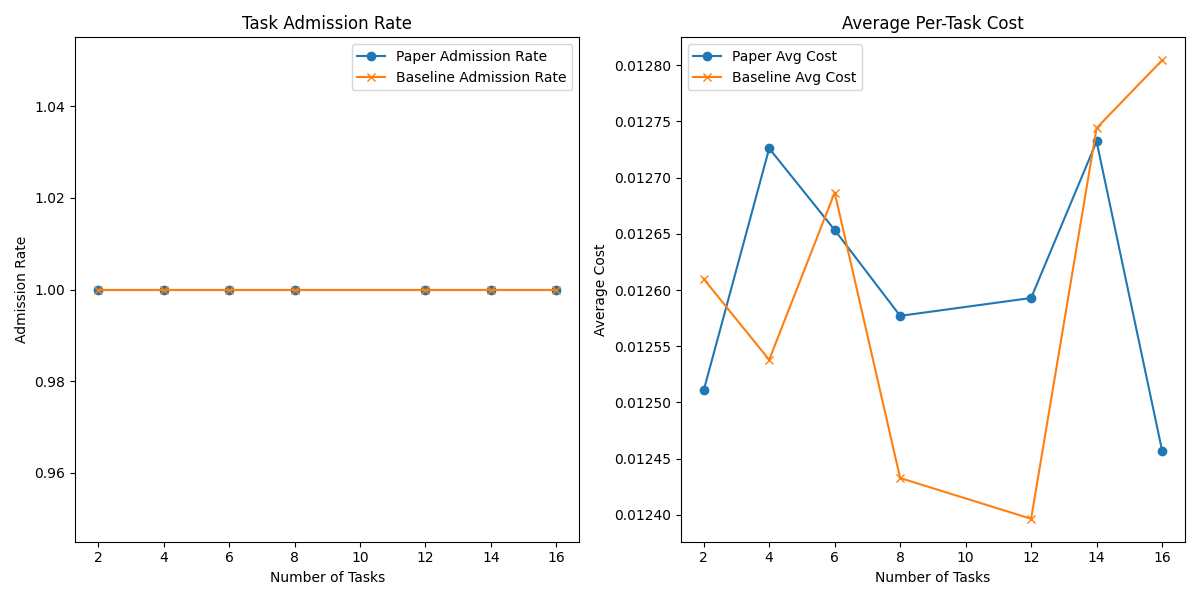 Task Admission Rate
Paper Admission Rate
Baseline Admission Rate
1.04
1.02
1.00
0.98
0.96
Admission Rate
2 4 6 8 10 12 14 16
Number of Tasks
Average Per-Task Cost
Paper Avg Cost
Baseline Avg Cost
0.01280
0.01275
0.01270
0.01265
0.01260
0.01255
0.01250
0.01245
0.01240
Average Cost
2 4 6 8 10 12 14 16
Number of Tasks